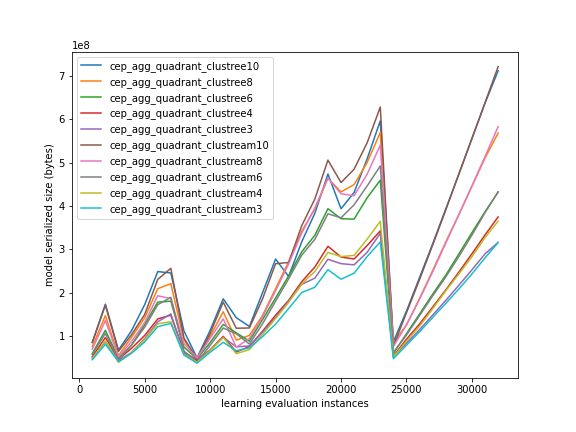 1e8
7
6
5
4
3
2
1
model serialized size (bytes)
cep_agg_quadrant_clustree10
cep_agg_quadrant_clustree8
cep_agg_quadrant_clustree6
cep_agg_quadrant_clustree4
cep_agg_quadrant_clustree3
cep_agg_quadrant_clustream10
cep_agg_quadrant_clustream8
cep_agg_quadrant_clustream6
cep_agg_quadrant_clustream4
cep_agg_quadrant_clustream3
0 5000 10000 15000 20000 25000 30000
learning evaluation instances